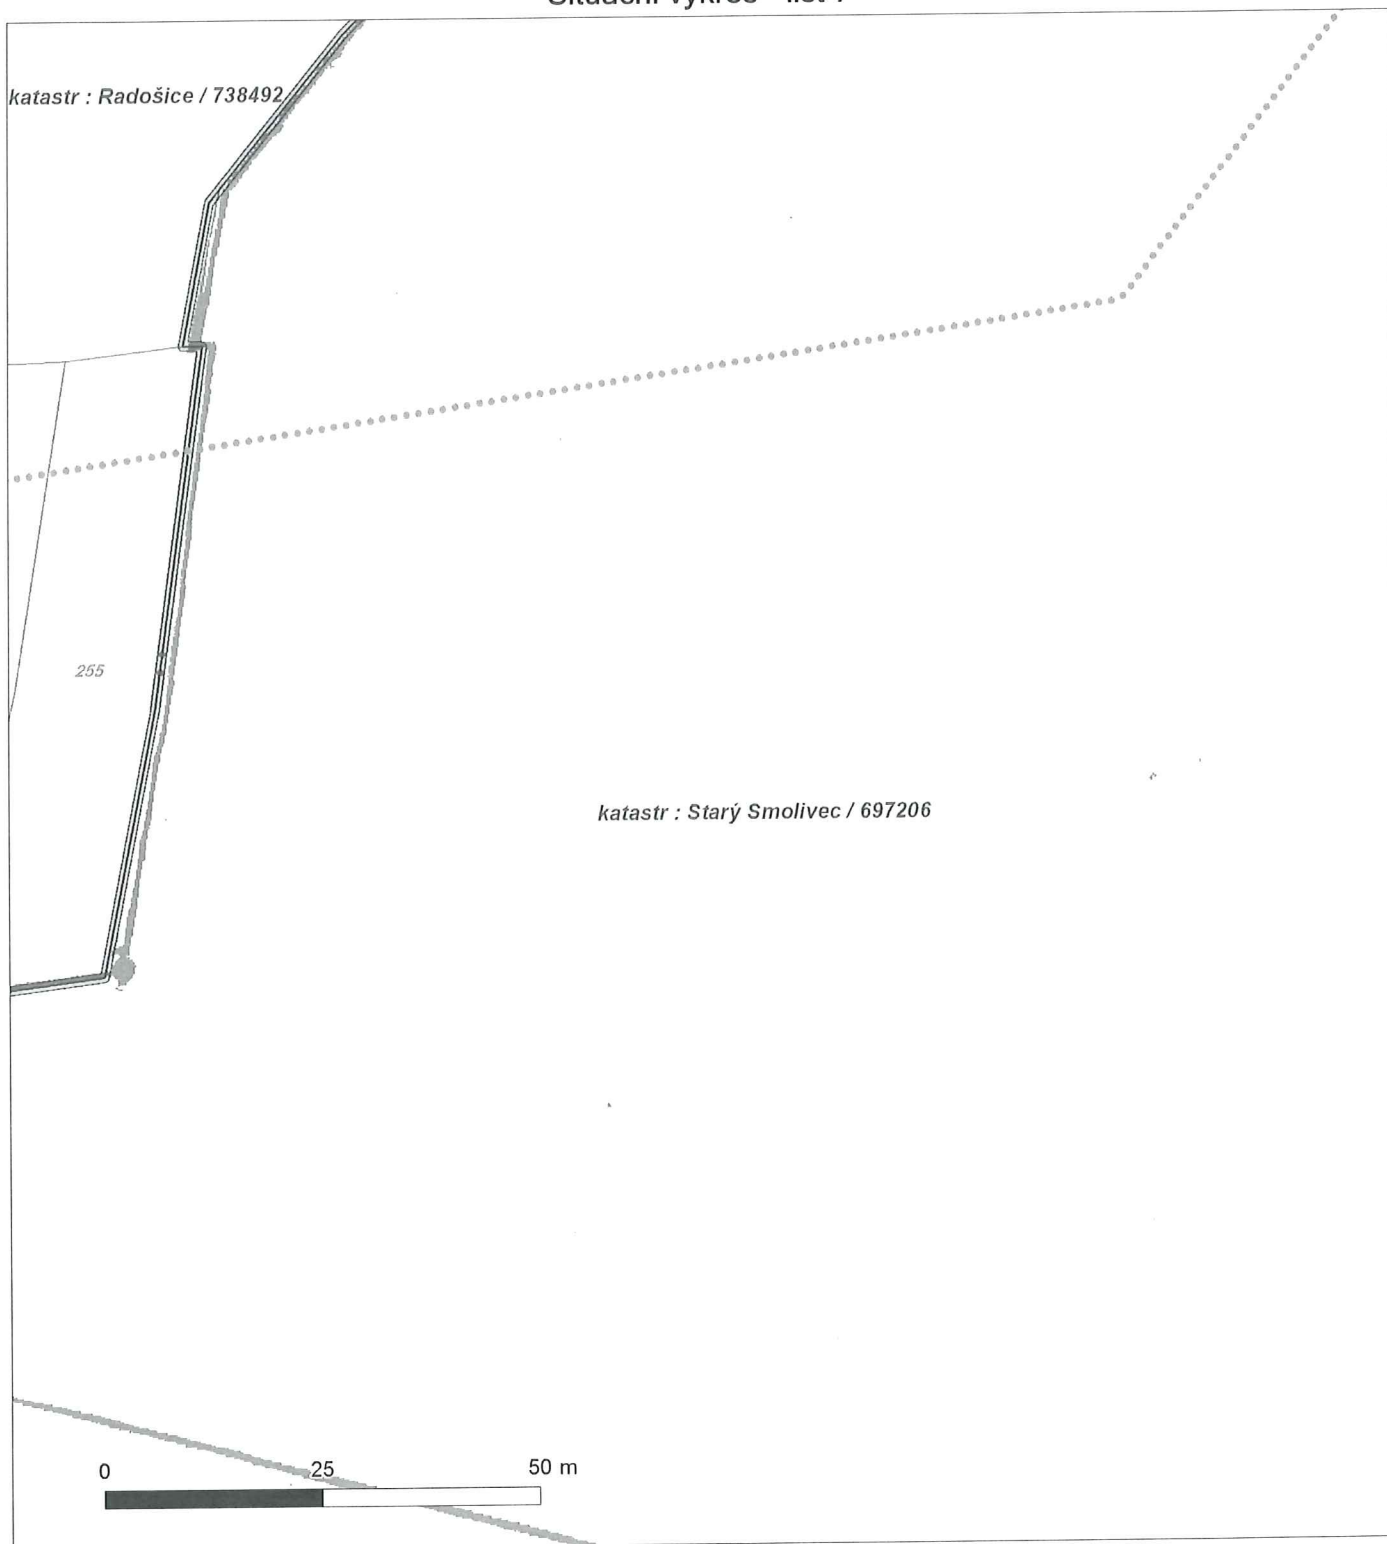 katastr : Radošice / 738492
255
katastr : Starý Smolivec / 697206
0 25 50 m